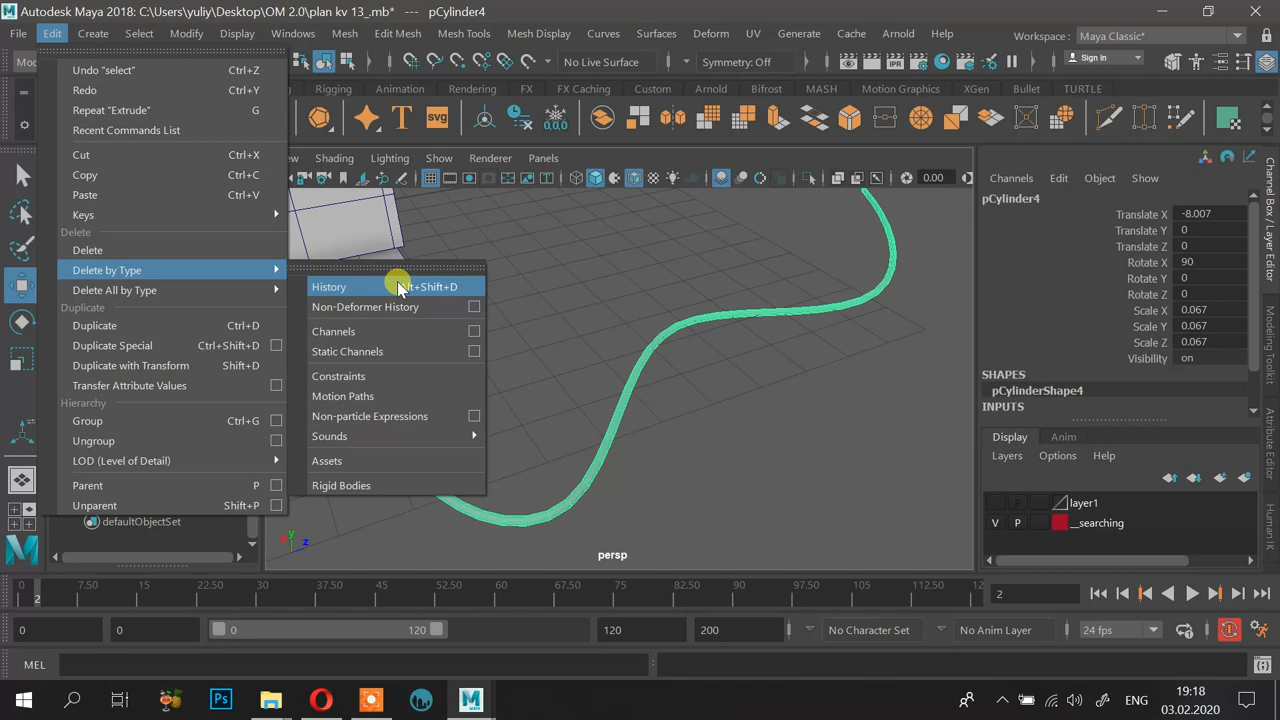 Autodesk Maya 2018: C:\Users\yuliy\Desktop\OM 2.0\plan kv 13_.mb* - pCylinder4
File Edit Create Select Modify Display Windows Mesh Edit Mesh Mesh Tools Mesh Display Curves Surfaces Deform UV Generate Cache Arnold Help Workspace : Maya Classic*
No Live Surface Symmetry: Off Sign In
Rigging Animation Rendering FX FX Caching Custom Arnold Bifrost MASH XGen Bullet TURTLE
T svg 0,0,0
Shading Lighting Show Renderer Panels
0.00
Undo "select" Ctrl+Z
Redo Ctrl+Y
Repeat "Extrude" G
Recent Commands List
Cut Ctrl+X
Copy Ctrl+C
Paste Ctrl+V
Keys
Delete
Delete
Delete by Type
Delete All by Type
Duplicate
Duplicate Ctrl+D
Duplicate Special Ctrl+Shift+D
Duplicate with Transform Shift+D
Transfer Attribute Values
Hierarchy
Group Ctrl+G
Ungroup
LOD (Level of Detail)
Parent P
Unparent Shift+P
defaultObjectSet
History
Non-Deformer History
Channels
Static Channels
Constraints
Motion Paths
Non-particle Expressions
Sounds
Assets
Rigid Bodies
persp
Channels Edit Object Show
pCylinder4
Translate X -8.007
Translate Y 0
Translate Z 0
Rotate X 90
Rotate Y 0
Rotate Z 0
Scale X 0.067
Scale Y 0.067
Scale Z 0.067
Visibility on
SHAPES
pCylinderShape4
INPUTS
Display Anim
Layers Options Help
layer1
V P __searching
Channel Box / Layer Editor
Attribute Editor
Human IK
0 7.50 15 22.50 30 37.50 45 52.50 60 67.50 75 82.50 90 97.50 105 112.50 12
2
2
0 0 0 120 120 200 No Character Set No Anim Layer 24 fps
MEL
ENG 19:18
03.02.2020